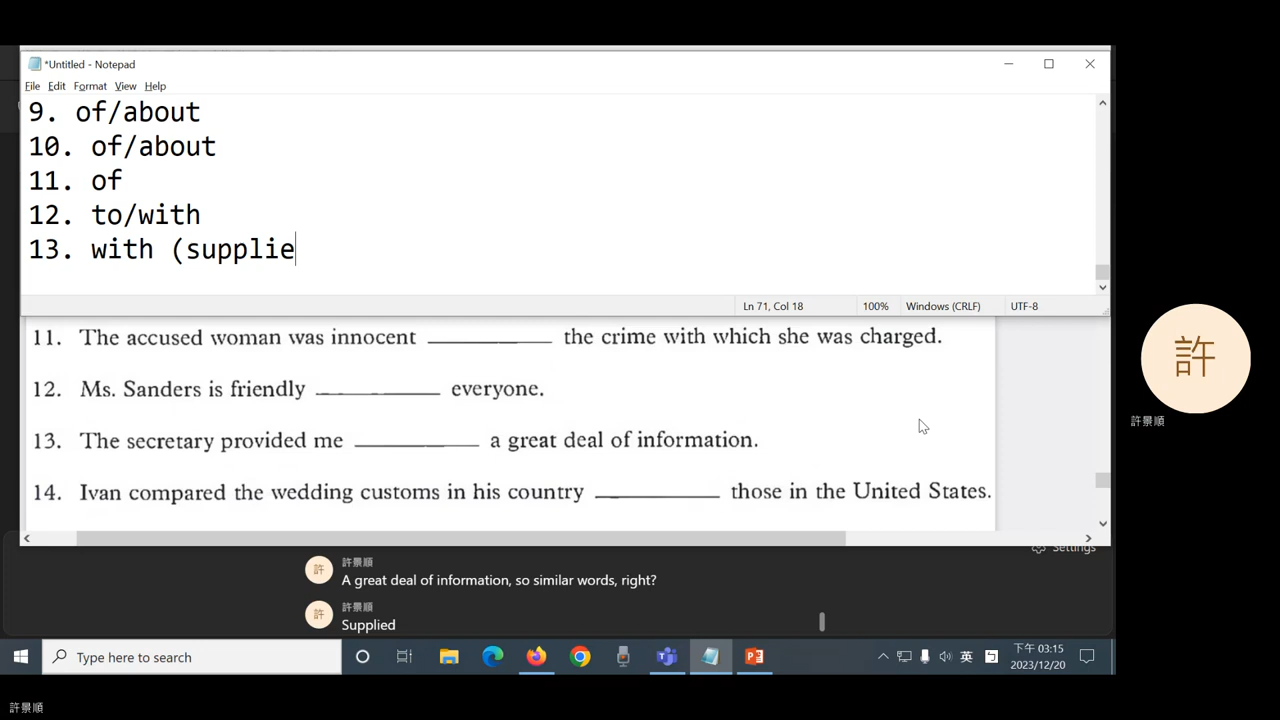 *Untitled - Notepad
File Edit Format View Help
9. of/about
10. of/about
11. of
12. to/with
13. with (supplie
Ln 71, Col 18 100% Windows (CRLF) UTF-8
11. The accused woman was innocent __________ the crime with which she was charged.
12. Ms. Sanders is friendly __________ everyone.
13. The secretary provided me __________ a great deal of information.
14. Ivan compared the wedding customs in his country __________ those in the United States.
Settings
許 許景順
A great deal of information, so similar words, right?
許 許景順
Supplied
許
許景順
Type here to search
英
下午 03:15
2023/12/20
許景順